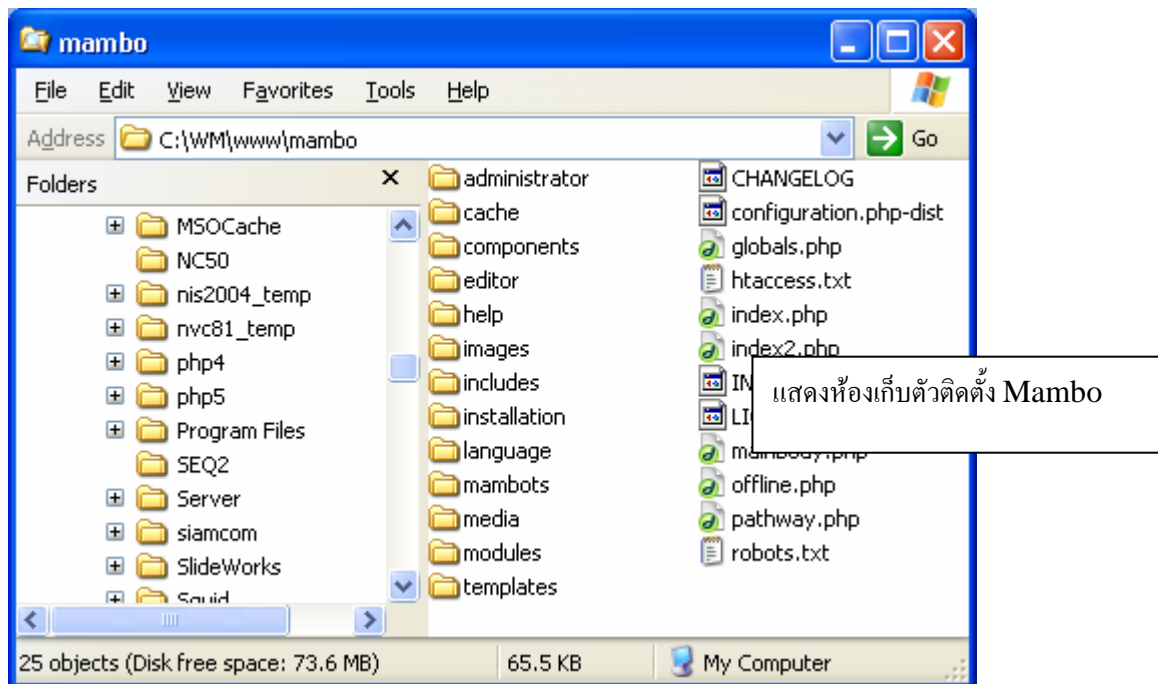 mambo
File Edit View Favorites Tools Help
Address C:\WM\www\mambo Go
Folders
MSOCache
NC50
nis2004_temp
nvc81_temp
php4
php5
Program Files
SEQ2
Server
siamcom
SlideWorks
Squid
administrator
cache
components
editor
help
images
includes
installation
language
mambots
media
modules
templates
CHANGELOG
configuration.php-dist
globals.php
htaccess.txt
index.php
index2.php
mainbody.php
offline.php
pathway.php
robots.txt
แสดงห้องเก็บตัวติดตั้ง Mambo
25 objects (Disk free space: 73.6 MB) 65.5 KB My Computer